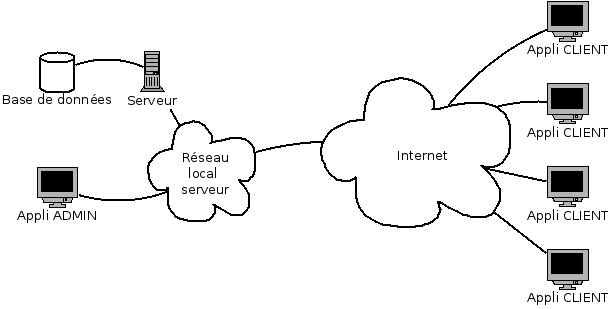 Appli CLIENT
Base de données
Serveur
Appli CLIENT
Réseau
local
serveur
Internet
Appli ADMIN
Appli CLIENT
Appli CLIENT